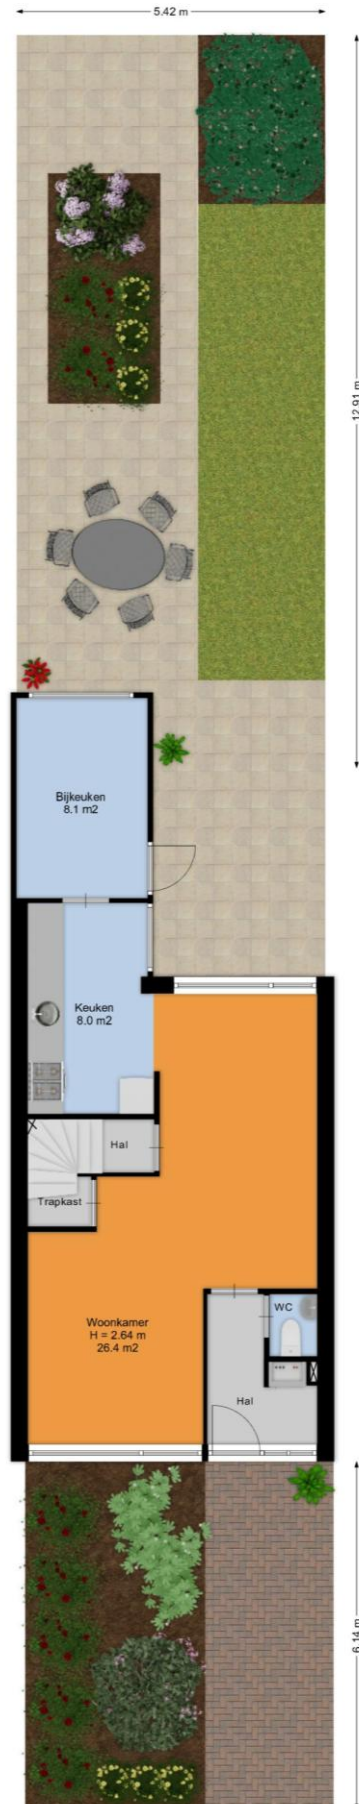 5.42 m
12.91 m
Bijkeuken
8.1 m2
Keuken
8.0 m2
Hal
Trapkast
Woonkamer
H = 2.64 m
26.4 m2
WC
Hal
6.14 m